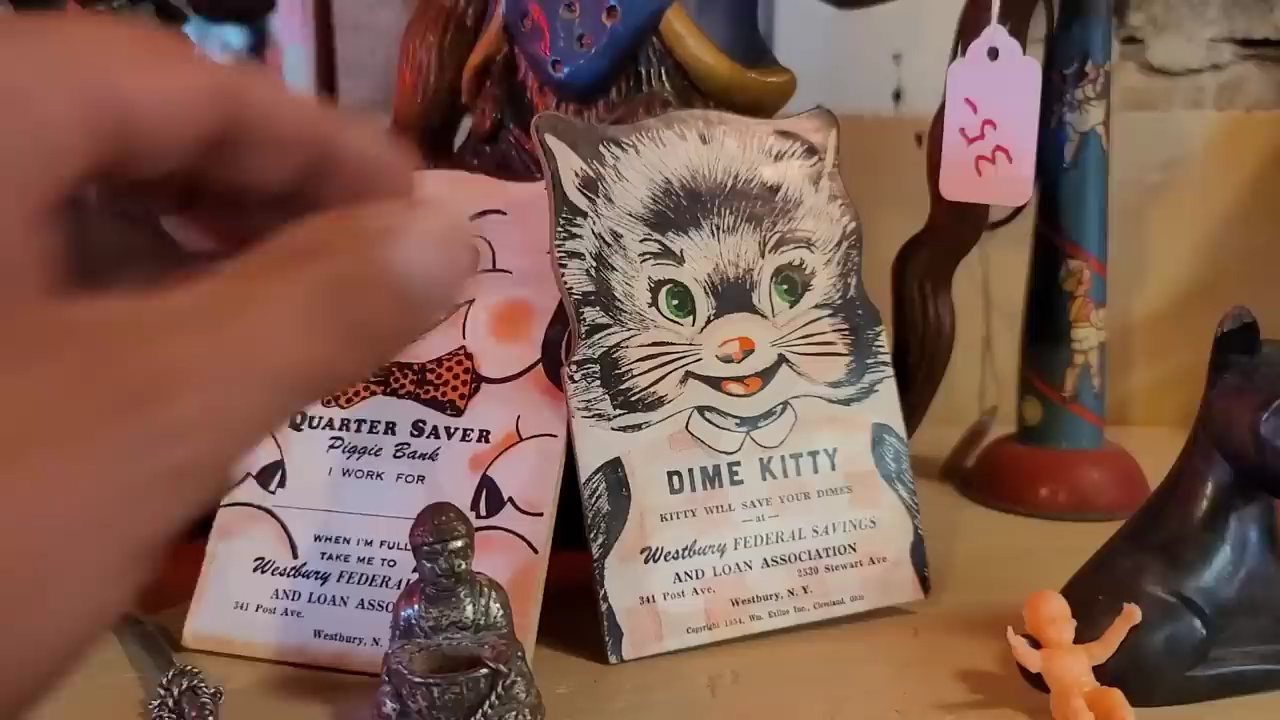 35-
QUARTER SAVER
Piggie Bank
I WORK FOR
WHEN I'M FULL
TAKE ME TO
Westbury FEDERAL
AND LOAN ASSO
341 Post Ave.
Westbury, N.
DIME KITTY
KITTY WILL SAVE YOUR DIMES
—at—
Westbury FEDERAL SAVINGS
AND LOAN ASSOCIATION
341 Post Ave. 2530 Stewart Ave
Westbury, N. Y.
Copyright 1954, Wm. Exline Inc., Cleveland, Ohio